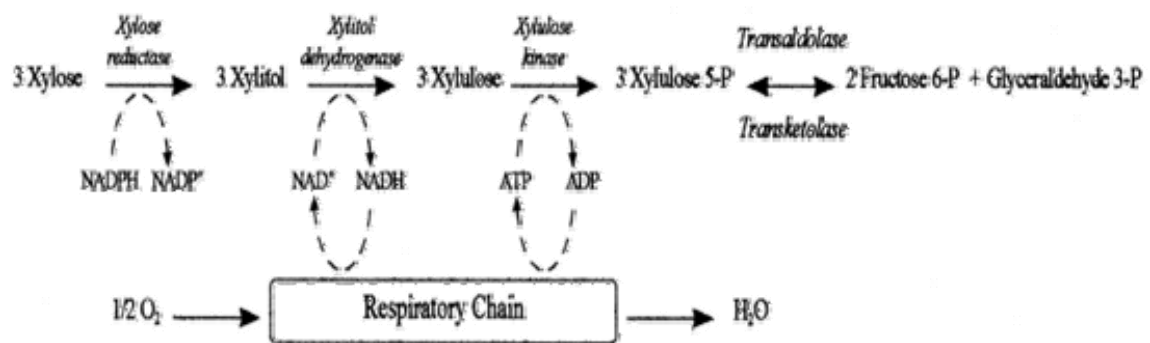 Xylose reductase
Xylitol dehydrogenase
Xylulose kinase
Transaldolase
3 Xylose 3 Xylitol 3 Xylulose 3 Xylulose 5-P 2 Fructose 6-P + Glyceraldehyde 3-P
Transketolase
NADPH NADP⁺ NAD⁺ NADH ATP ADP
1/2 O₂ Respiratory Chain H₂O